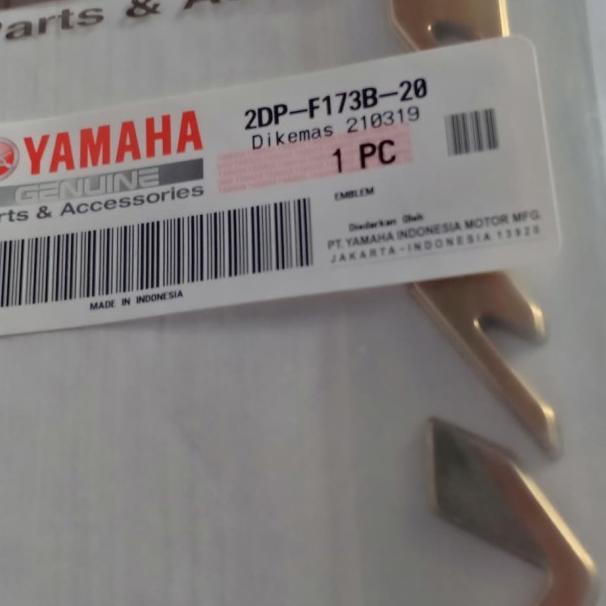 Parts &
2DP-F173B-20
YAMAHA
Dikemas 210319
1 PC
GENUINE
rts & Accessories
EMBLEM
Diedarkan Oleh
PT. YAMAHA INDONESIA MOTOR MFG.
JAKARTA-INDONESIA 13920
MADE IN INDONESIA